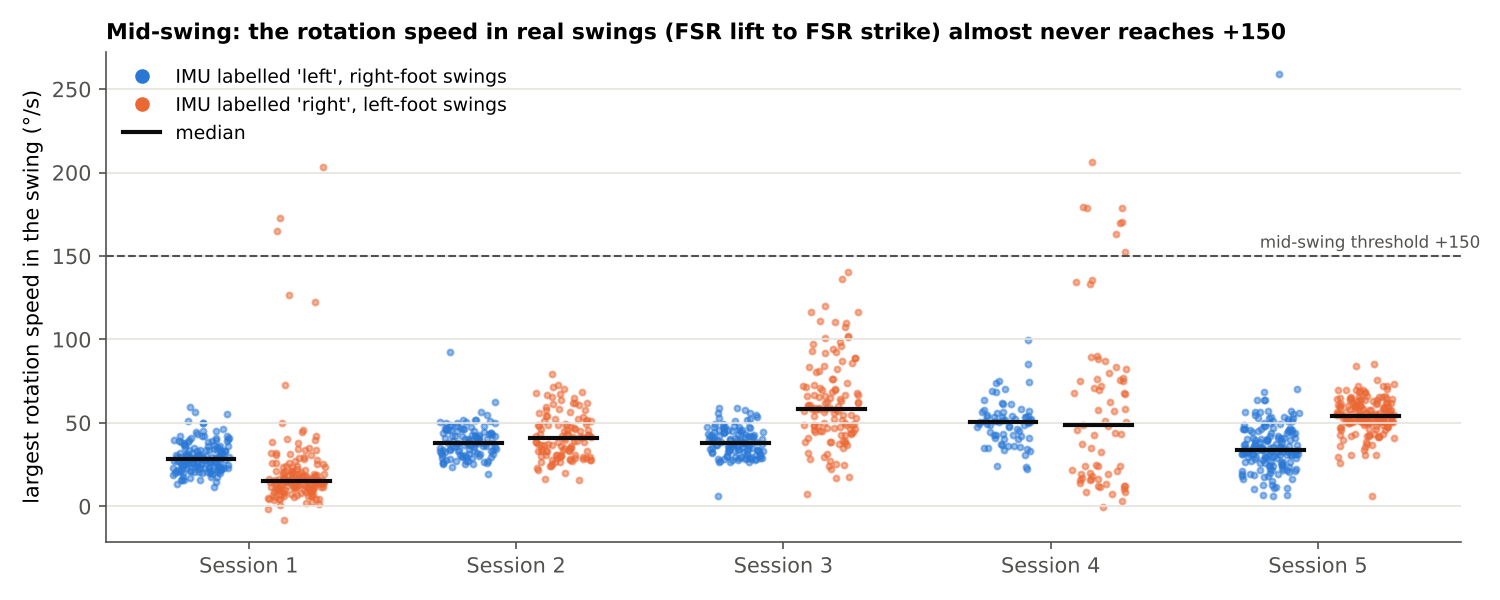 Mid-swing: the rotation speed in real swings (FSR lift to FSR strike) almost never reaches +150
IMU labelled 'left', right-foot swings
IMU labelled 'right', left-foot swings
median
largest rotation speed in the swing (°/s)
250
200
150
100
50
0
mid-swing threshold +150
Session 1
Session 2
Session 3
Session 4
Session 5